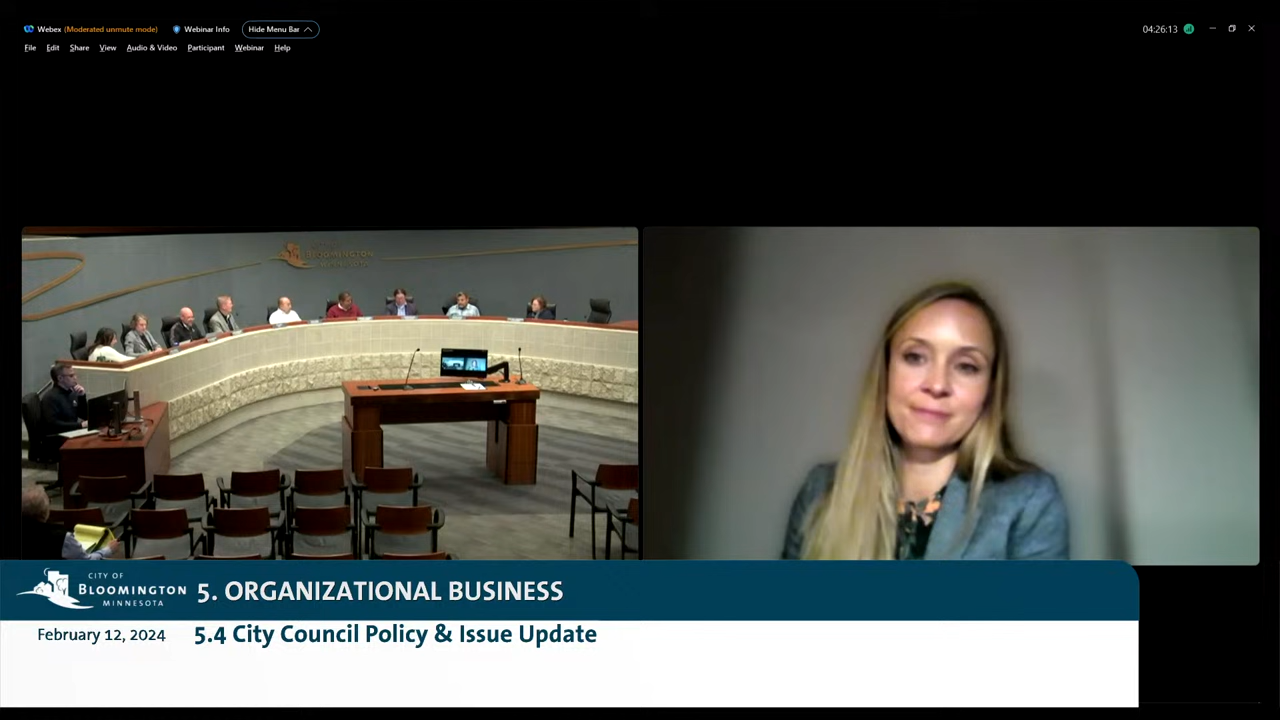 Webex (Moderated unmute mode) Webinar Info Hide Menu Bar 04:26:13
File Edit Share View Audio & Video Participant Webinar Help
BLOOMINGTON
MINNESOTA
CITY OF
BLOOMINGTON
MINNESOTA
5. ORGANIZATIONAL BUSINESS
February 12, 2024 5.4 City Council Policy & Issue Update